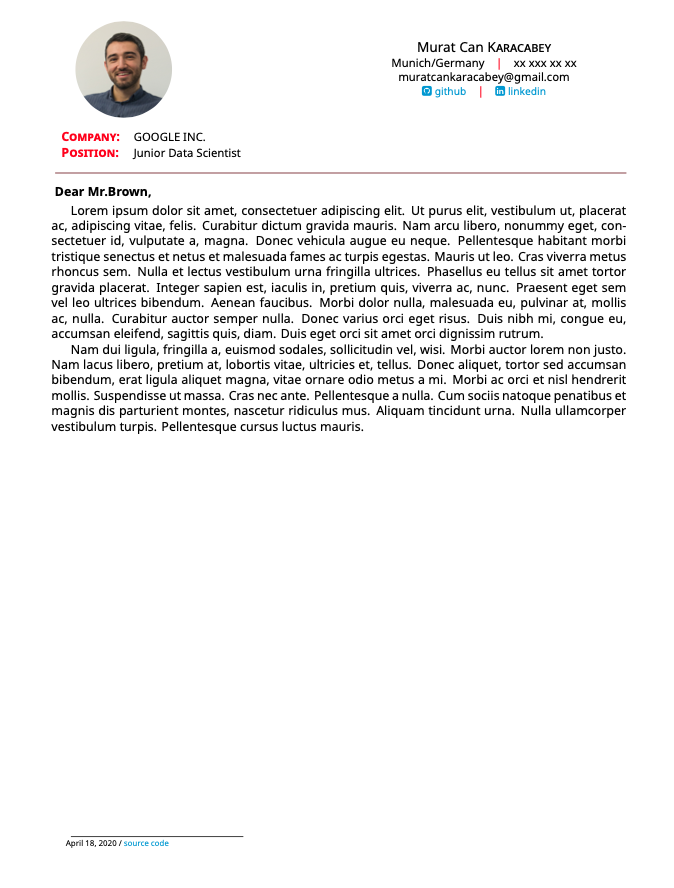 Murat Can KARACABEY
Munich/Germany | xx xxx xx xx
muratcankaracabey@gmail.com
github | linkedin
COMPANY: GOOGLE INC.
POSITION: Junior Data Scientist
Dear Mr.Brown,
Lorem ipsum dolor sit amet, consectetuer adipiscing elit. Ut purus elit, vestibulum ut, placerat
ac, adipiscing vitae, felis. Curabitur dictum gravida mauris. Nam arcu libero, nonummy eget, con-
sectetuer id, vulputate a, magna. Donec vehicula augue eu neque. Pellentesque habitant morbi
tristique senectus et netus et malesuada fames ac turpis egestas. Mauris ut leo. Cras viverra metus
rhoncus sem. Nulla et lectus vestibulum urna fringilla ultrices. Phasellus eu tellus sit amet tortor
gravida placerat. Integer sapien est, iaculis in, pretium quis, viverra ac, nunc. Praesent eget sem
vel leo ultrices bibendum. Aenean faucibus. Morbi dolor nulla, malesuada eu, pulvinar at, mollis
ac, nulla. Curabitur auctor semper nulla. Donec varius orci eget risus. Duis nibh mi, congue eu,
accumsan eleifend, sagittis quis, diam. Duis eget orci sit amet orci dignissim rutrum.
Nam dui ligula, fringilla a, euismod sodales, sollicitudin vel, wisi. Morbi auctor lorem non justo.
Nam lacus libero, pretium at, lobortis vitae, ultricies et, tellus. Donec aliquet, tortor sed accumsan
bibendum, erat ligula aliquet magna, vitae ornare odio metus a mi. Morbi ac orci et nisl hendrerit
mollis. Suspendisse ut massa. Cras nec ante. Pellentesque a nulla. Cum sociis natoque penatibus et
magnis dis parturient montes, nascetur ridiculus mus. Aliquam tincidunt urna. Nulla ullamcorper
vestibulum turpis. Pellentesque cursus luctus mauris.
April 18, 2020 / source code